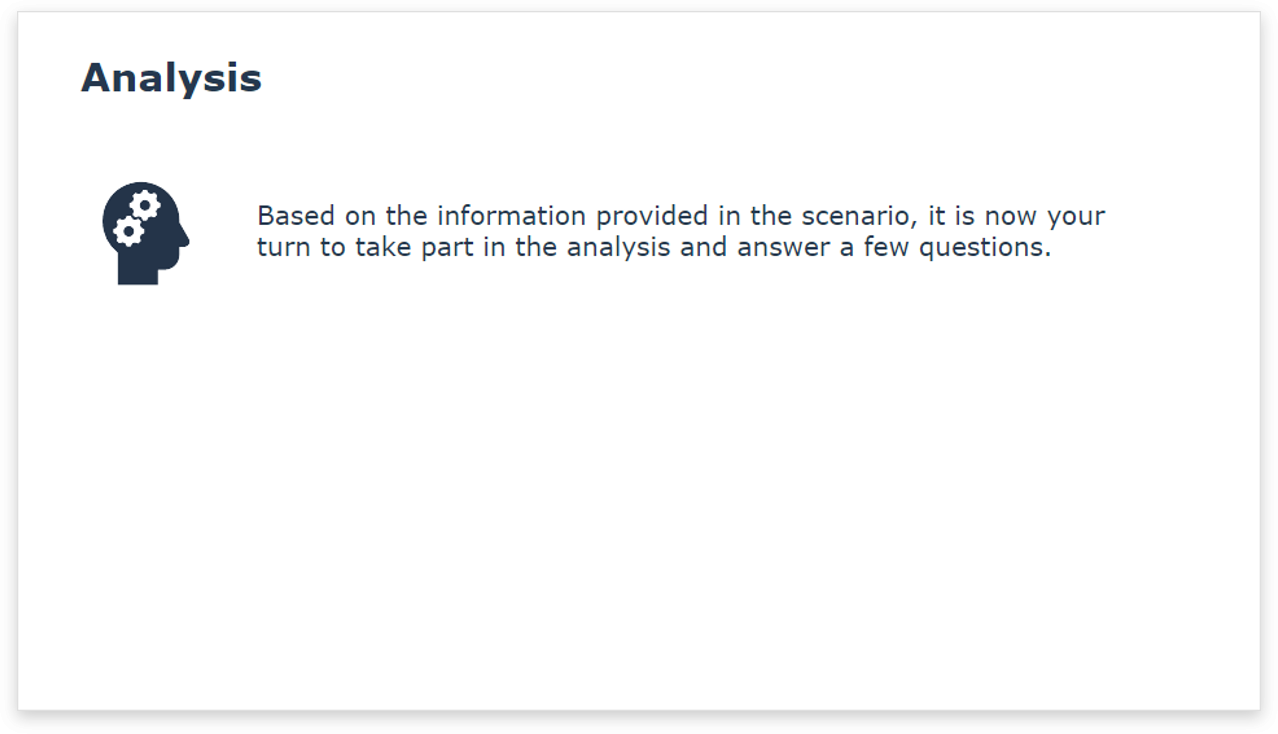 Analysis
Based on the information provided in the scenario, it is now your
turn to take part in the analysis and answer a few questions.